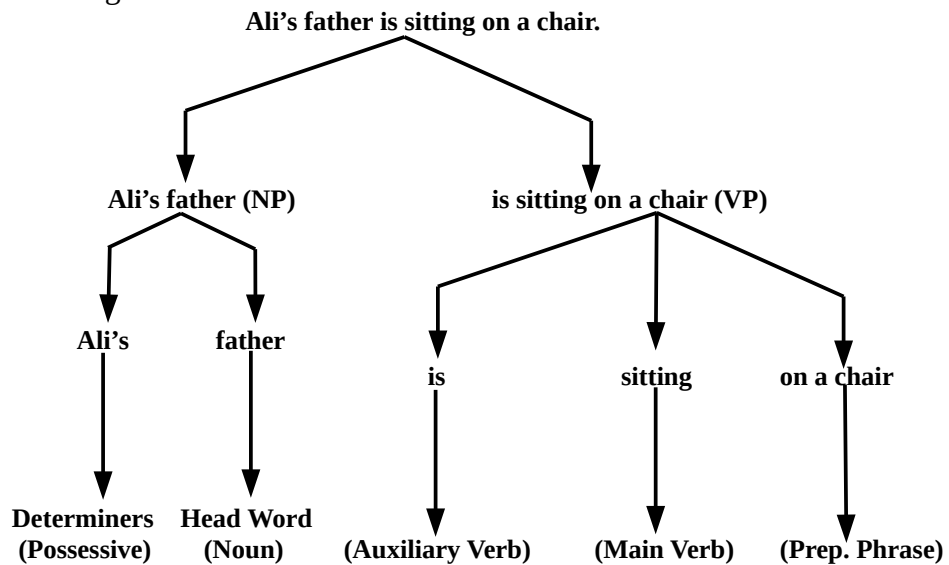 Ali’s father is sitting on a chair.
Ali’s father (NP)
is sitting on a chair (VP)
Ali’s
father
is
sitting
on a chair
Determiners
(Possessive)
Head Word
(Noun)
(Auxiliary Verb)
(Main Verb)
(Prep. Phrase)